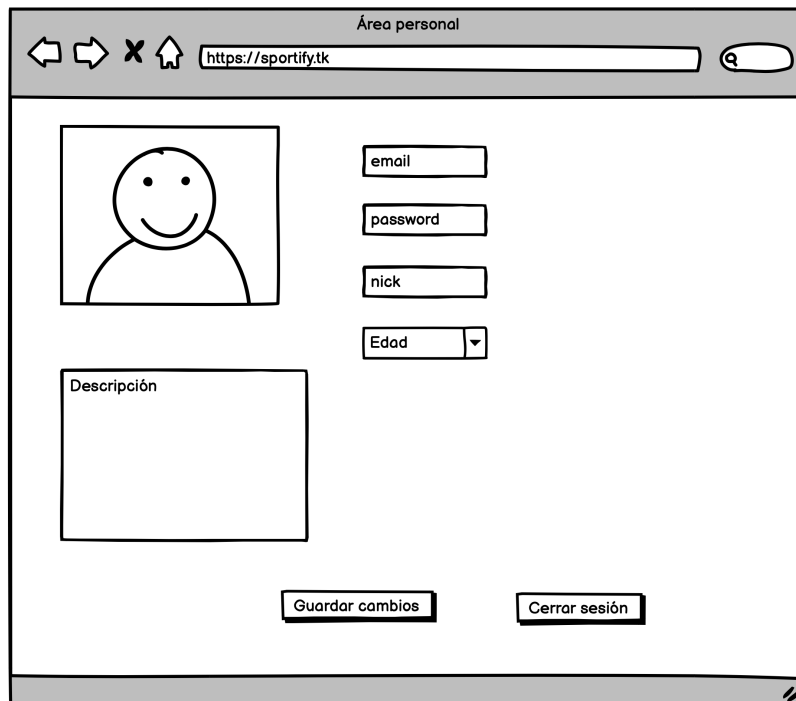 Área personal
https://sportify.tk
email
password
nick
Edad
Descripción
Guardar cambios
Cerrar sesión